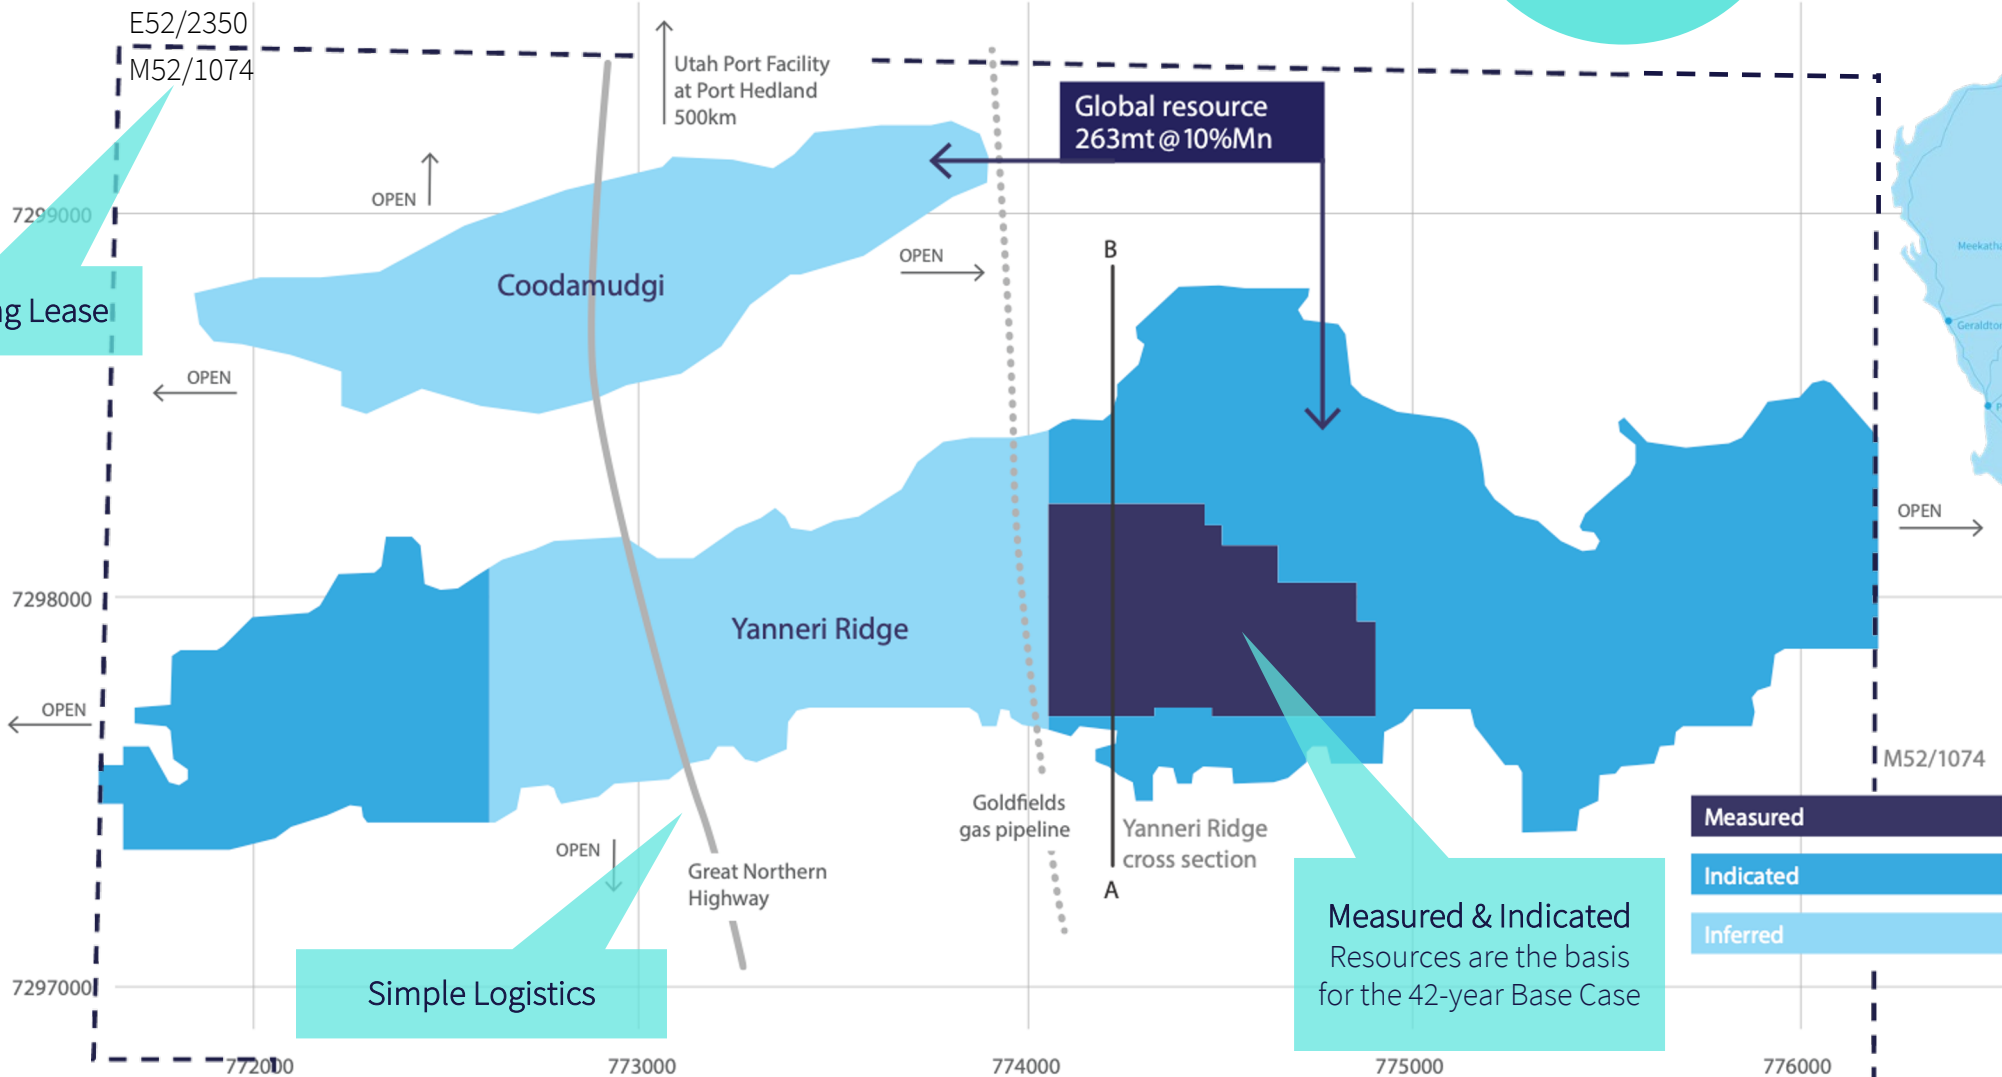 E52/2350
M52/1074
Utah Port Facility
at Port Hedland
500km
Global resource
263mt@10%Mn
OPEN
7299000
B
OPEN
Coodamudgi
Lease
OPEN
Geraldton
OPEN
7298000
Yanneri Ridge
OPEN
M52/1074
Goldfields
gas pipeline
Yanneri Ridge
cross section
Measured
OPEN
Great Northern
Highway
A
Indicated
Measured & Indicated
Resources are the basis
for the 42-year Base Case
Inferred
7297000
Simple Logistics
772000
773000
774000
775000
776000